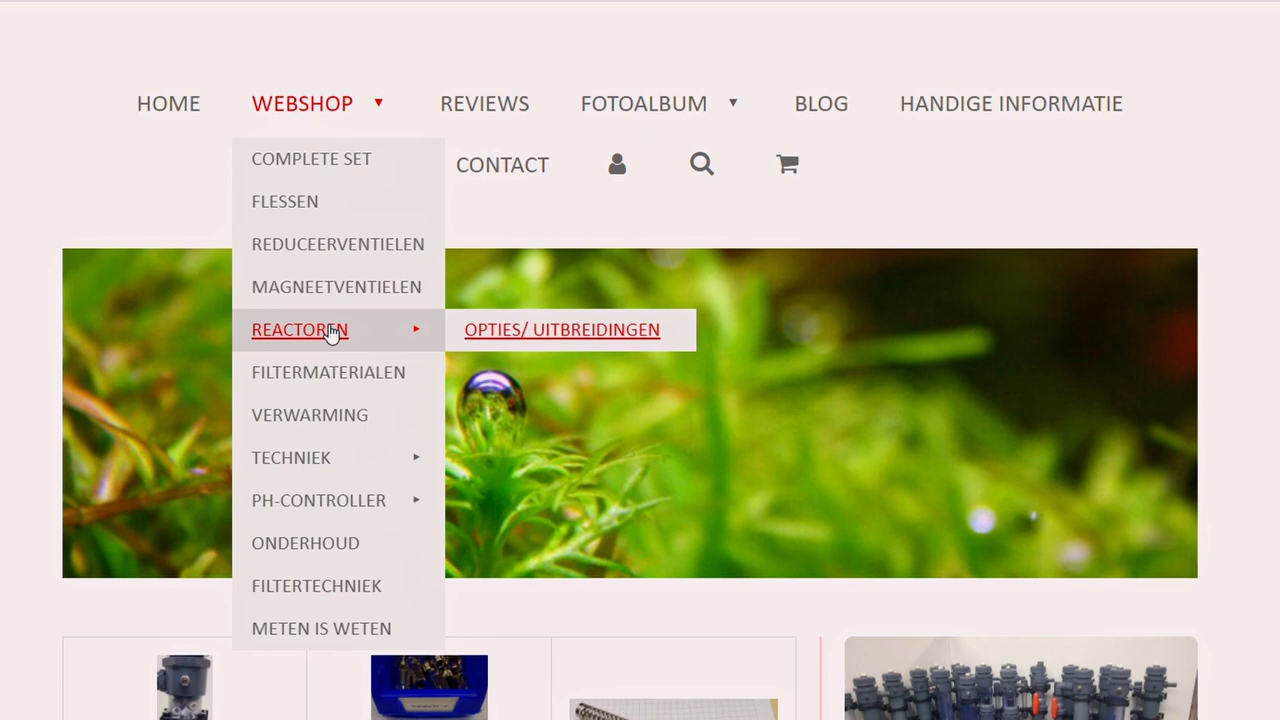 HOME WEBSHOP ▼ REVIEWS FOTOALBUM ▼ BLOG HANDIGE INFORMATIE
CONTACT
COMPLETE SET
FLESSEN
REDUCEERVENTIELEN
MAGNEETVENTIELEN
REACTOREN ▸ OPTIES/ UITBREIDINGEN
FILTERMATERIALEN
VERWARMING
TECHNIEK ▸
PH-CONTROLLER ▸
ONDERHOUD
FILTERTECHNIEK
METEN IS WETEN